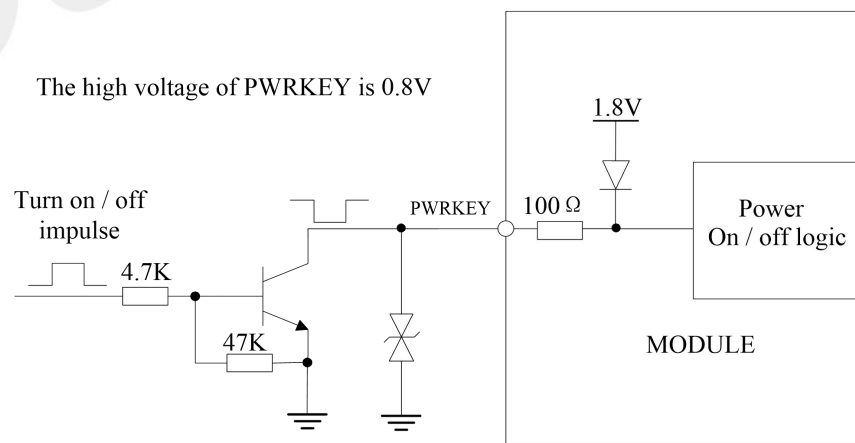 The high voltage of PWRKEY is 0.8V
1.8V
Turn on / off
impulse
PWRKEY
100 Ω
Power
On / off logic
4.7K
47K
MODULE